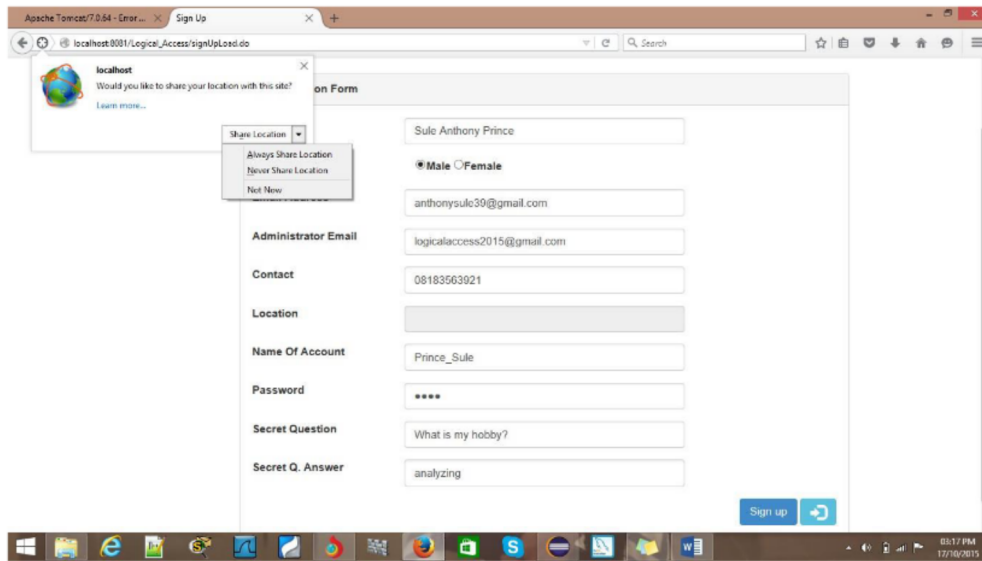 Apache Tomcat/7.0.64 - Error ...
Sign Up
localhost:8081/Logical_Access/signUpLoad.do
Search
localhost
Would you like to share your location with this site?
Learn more...
Share Location
Always Share Location
Never Share Location
Not Now
on Form
Sule Anthony Prince
Male Female
Email Address
anthonysule39@gmail.com
Administrator Email
logicalaccess2015@gmail.com
Contact
08183563921
Location
Name Of Account
Prince_Sule
Password
Secret Question
What is my hobby?
Secret Q. Answer
analyzing
Sign up
03:17 PM
17/10/2015